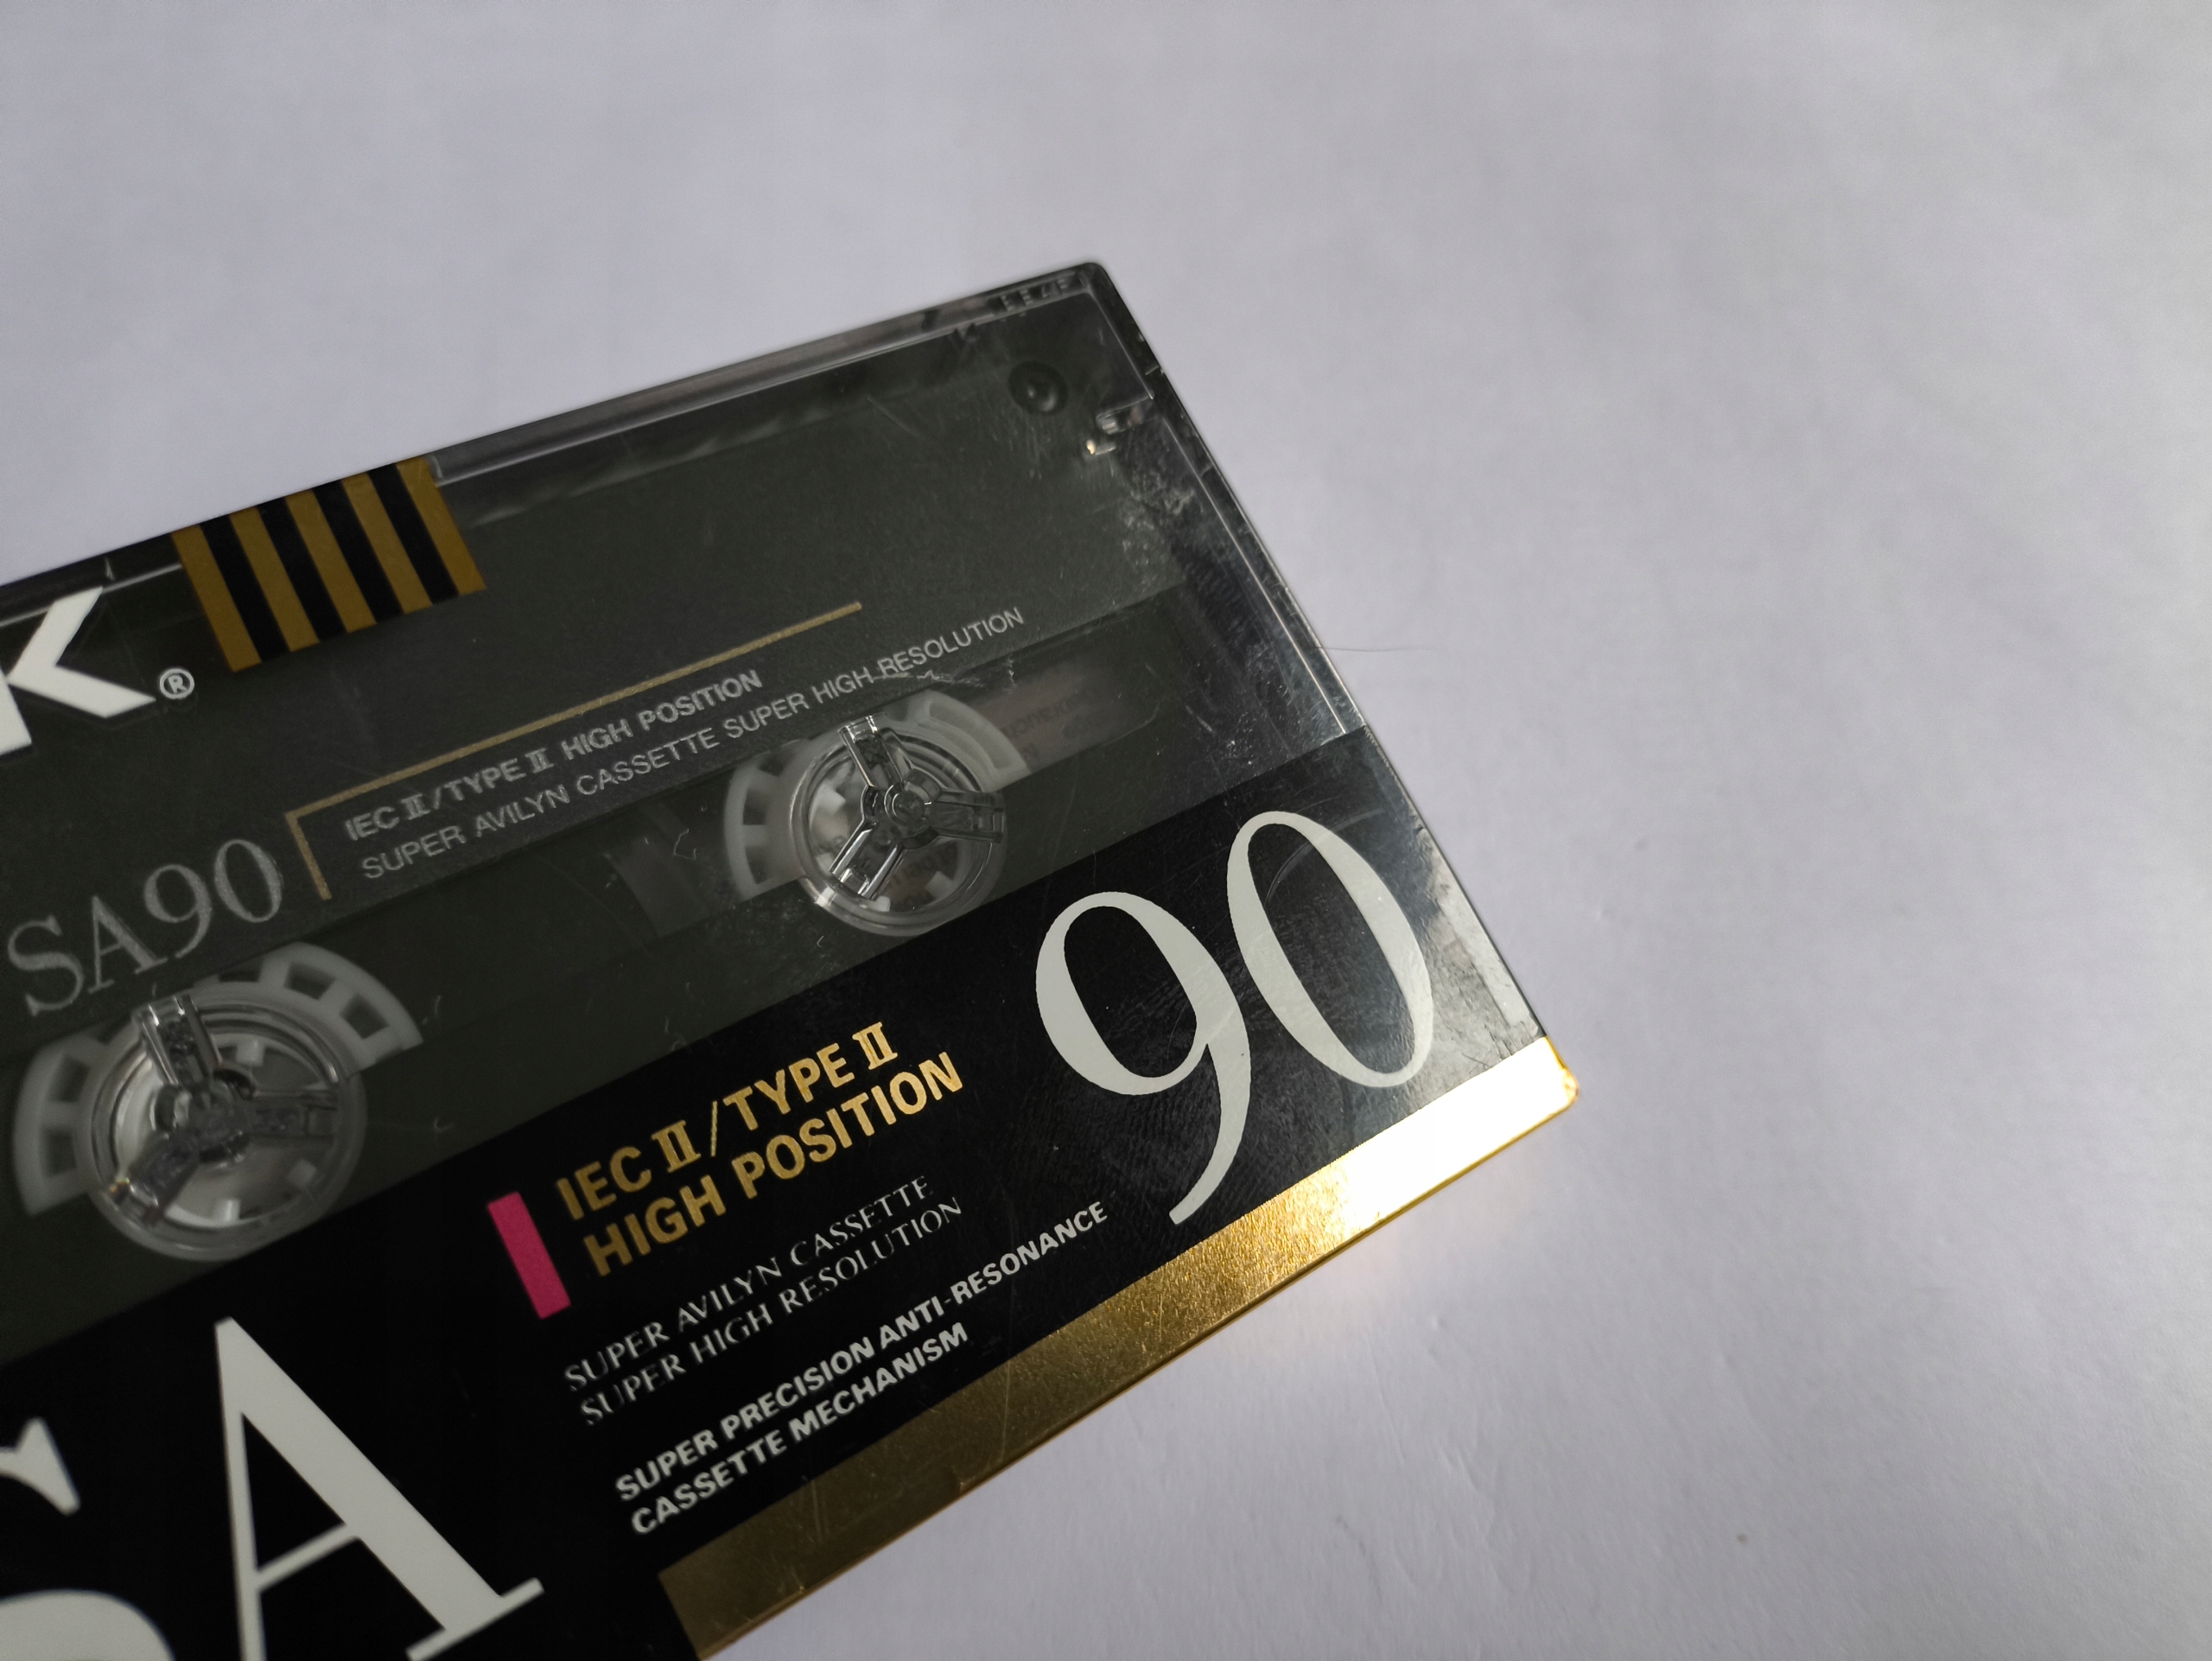 K®
IEC II/TYPE II HIGH POSITION
SUPER AVILYN CASSETTE SUPER HIGH RESOLUTION
SA90
90
IEC II/TYPE II
HIGH POSITION
SUPER AVILYN CASSETTE
SUPER HIGH RESOLUTION
SUPER PRECISION ANTI-RESONANCE
CASSETTE MECHANISM
SA